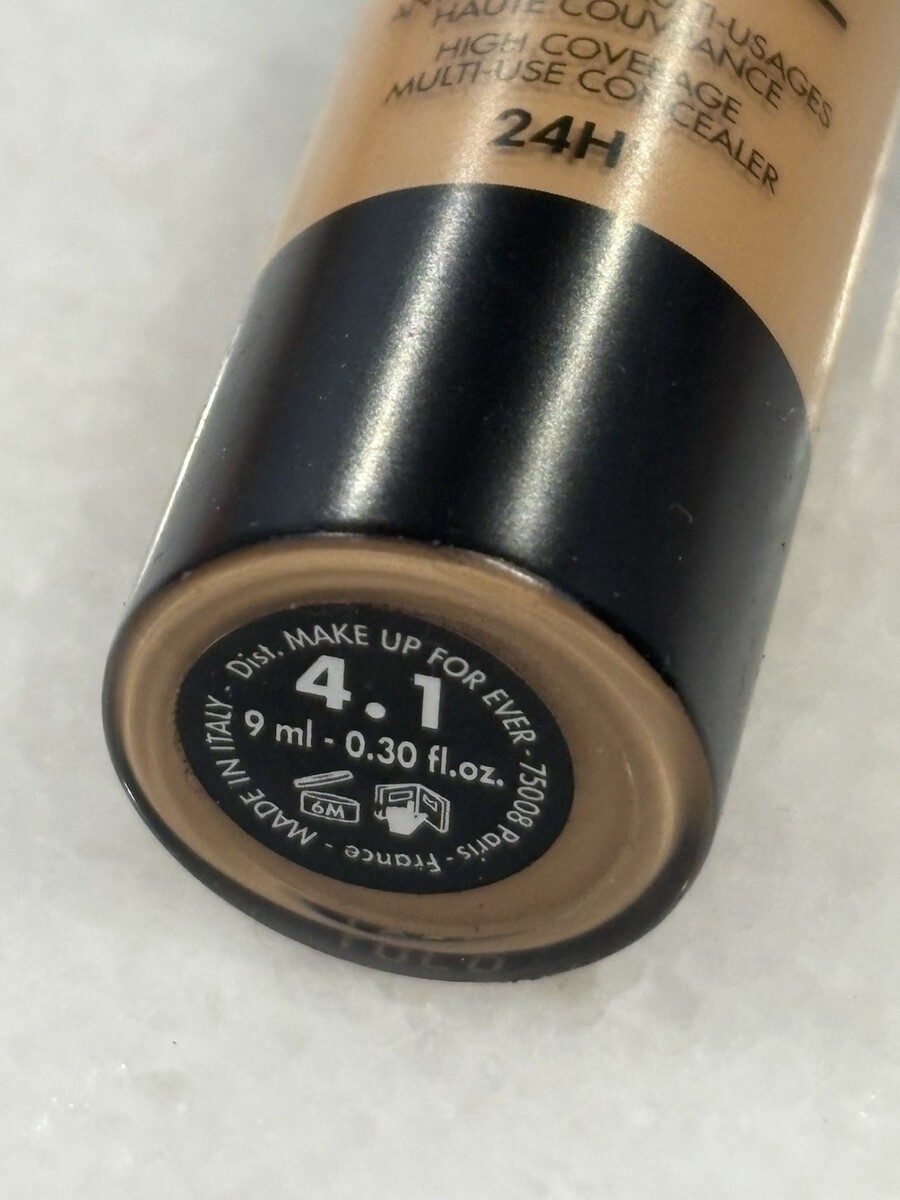 HAUTE COUVRANCE
HIGH COVERAGE
MULTI-USE CONCEALER
24H
Dist. MAKE UP FOR EVER - 75008 Paris - France - MADE IN ITALY.
4.1
9 ml - 0.30 fl.oz.
6M